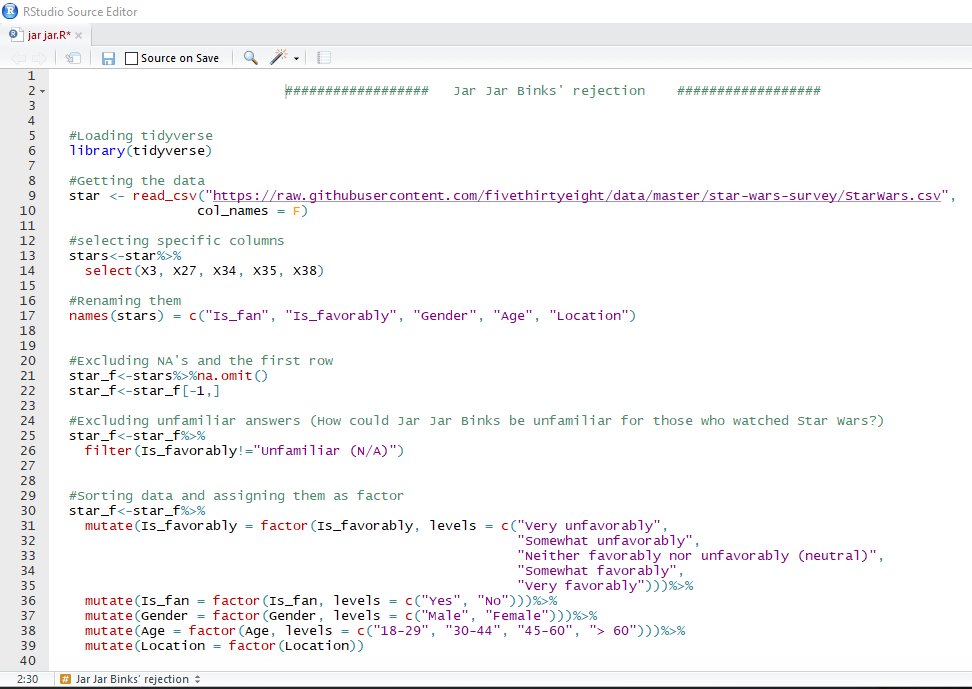 RStudio Source Editor
jar jar.R*
Source on Save
1
2 ################## Jar Jar Binks' rejection ##################
3
4
5 #Loading tidyverse
6 library(tidyverse)
7
8 #Getting the data
9 star <- read_csv("https://raw.githubusercontent.com/fivethirtyeight/data/master/star-wars-survey/StarWars.csv",
10 col_names = F)
11
12 #selecting specific columns
13 stars<-star%>%
14 select(X3, X27, X34, X35, X38)
15
16 #Renaming them
17 names(stars) = c("Is_fan", "Is_favorably", "Gender", "Age", "Location")
18
19
20 #Excluding NA's and the first row
21 star_f<-stars%>%na.omit()
22 star_f<-star_f[-1,]
23
24 #Excluding unfamiliar answers (How could Jar Jar Binks be unfamiliar for those who watched Star Wars?)
25 star_f<-star_f%>%
26 filter(Is_favorably!="Unfamiliar (N/A)")
27
28
29 #Sorting data and assigning them as factor
30 star_f<-star_f%>%
31 mutate(Is_favorably = factor(Is_favorably, levels = c("Very unfavorably",
32 "Somewhat unfavorably",
33 "Neither favorably nor unfavorably (neutral)",
34 "Somewhat favorably",
35 "Very favorably")))%>%
36 mutate(Is_fan = factor(Is_fan, levels = c("Yes", "No")))%>%
37 mutate(Gender = factor(Gender, levels = c("Male", "Female")))%>%
38 mutate(Age = factor(Age, levels = c("18-29", "30-44", "45-60", "> 60")))%>%
39 mutate(Location = factor(Location))
40
2:30 # Jar Jar Binks' rejection